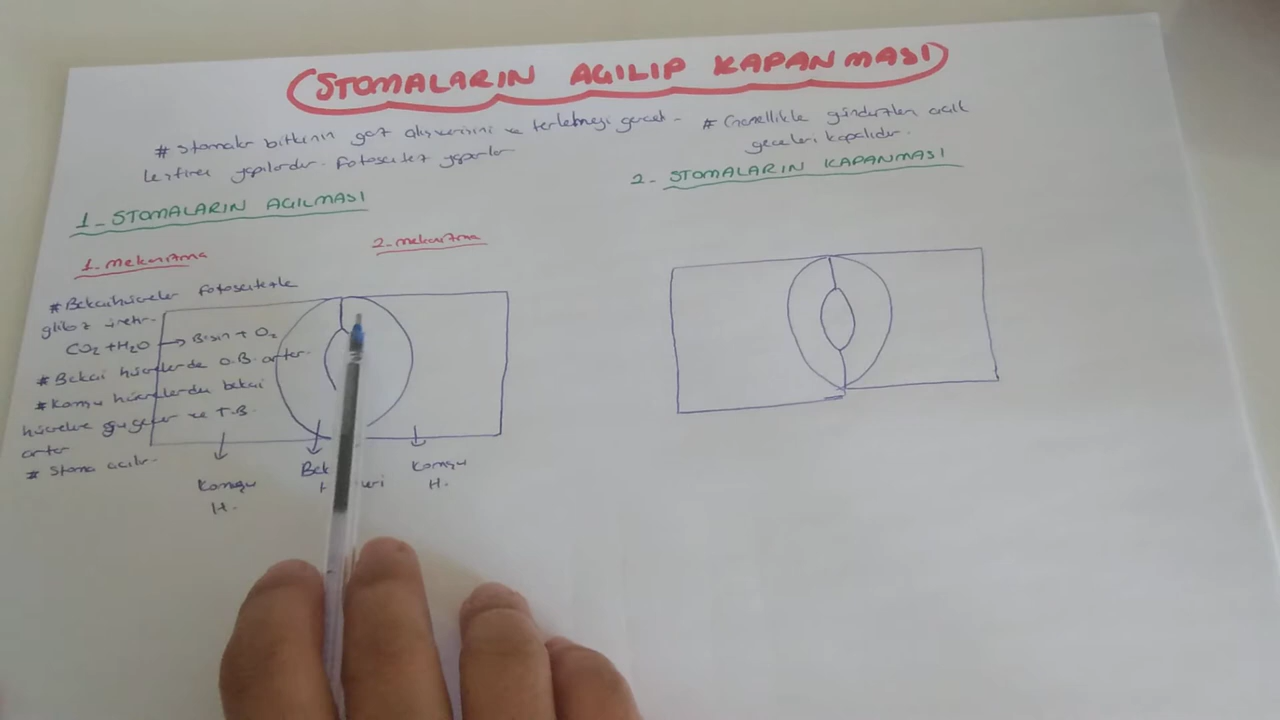 STOMALARIN AÇILIP KAPANMASI
# Stomalar bitkinin gaz alışverişini ve terlemeyi gerçek-
leştiren yapılardır. Fotosentez yaparlar
# Genellikle gündüzleri açık
geceleri kapalıdır.
1- STOMALARIN AÇILMASI
1- mekanizma
# Bekçi hücreler fotosentezle
glikoz üretir.
CO2 + H2O → Besin + O2
# Bekçi hücrelerde O.B. artar.
# Komşu hücrelerden bekçi
hücrelere su geçer ve T.B.
artar
# Stoma açılır.
2- mekanizma
Komşu
H.
Bek
H
eri
Komşu
H.
2- STOMALARIN KAPANMASI